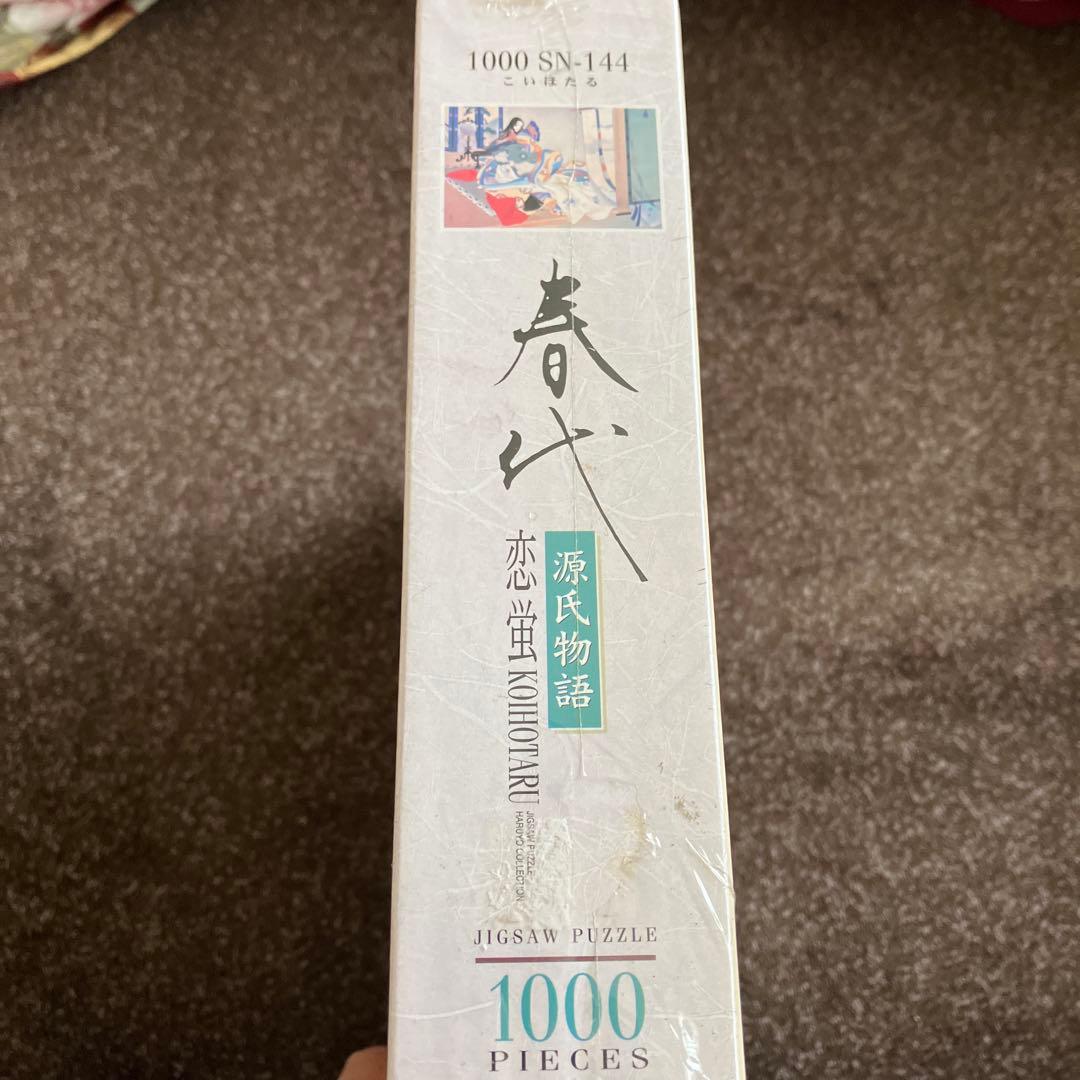 1000 SN-144
こいほたる
春代
源氏物語
恋蛍 KOIHOTARU
JIGSAW PUZZLE
HARUYO COLLECTION
JIGSAW PUZZLE
1000
PIECES